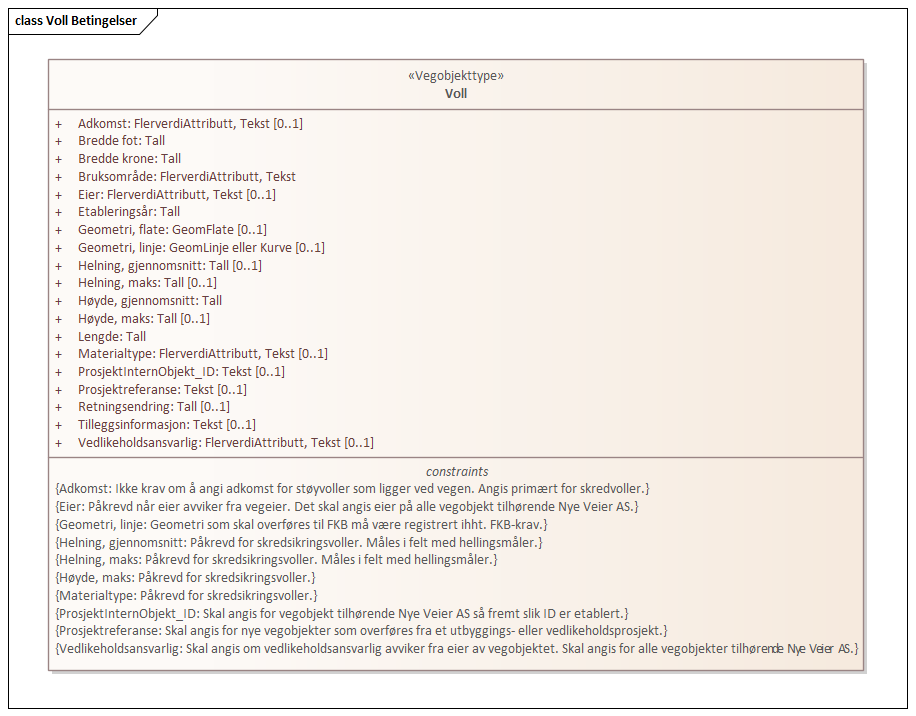 class Voll Betingelser
«Vegobjekttype»
Voll
+ Adkomst: FlerverdiAttributt, Tekst [0..1]
+ Bredde fot: Tall
+ Bredde krone: Tall
+ Bruksområde: FlerverdiAttributt, Tekst
+ Eier: FlerverdiAttributt, Tekst [0..1]
+ Etableringsår: Tall
+ Geometri, flate: GeomFlate [0..1]
+ Geometri, linje: GeomLinje eller Kurve [0..1]
+ Helning, gjennomsnitt: Tall [0..1]
+ Helning, maks: Tall [0..1]
+ Høyde, gjennomsnitt: Tall
+ Høyde, maks: Tall [0..1]
+ Lengde: Tall
+ Materialtype: FlerverdiAttributt, Tekst [0..1]
+ ProsjektInternObjekt_ID: Tekst [0..1]
+ Prosjektreferanse: Tekst [0..1]
+ Retningsendring: Tall [0..1]
+ Tilleggsinformasjon: Tekst [0..1]
+ Vedlikeholdsansvarlig: FlerverdiAttributt, Tekst [0..1]
constraints
{Adkomst: Ikke krav om å angi adkomst for støyvoller som ligger ved vegen. Angis primært for skredvoller.}
{Eier: Påkrevd når eier avviker fra vegeier. Det skal angis eier på alle vegobjekt tilhørende Nye Veier AS.}
{Geometri, linje: Geometri som skal overføres til FKB må være registrert ihht. FKB-krav.}
{Helning, gjennomsnitt: Påkrevd for skredsikringsvoller. Måles i felt med hellingsmåler.}
{Helning, maks: Påkrevd for skredsikringsvoller. Måles i felt med hellingsmåler.}
{Høyde, maks: Påkrevd for skredsikringsvoller.}
{Materialtype: Påkrevd for skredsikringsvoller.}
{ProsjektInternObjekt_ID: Skal angis for vegobjekt tilhørende Nye Veier AS så fremt slik ID er etablert.}
{Prosjektreferanse: Skal angis for nye vegobjekter som overføres fra et utbyggings- eller vedlikeholdsprosjekt.}
{Vedlikeholdsansvarlig: Skal angis om vedlikeholdsansvarlig avviker fra eier av vegobjektet. Skal angis for alle vegobjekter tilhørende Nye Veier AS.}